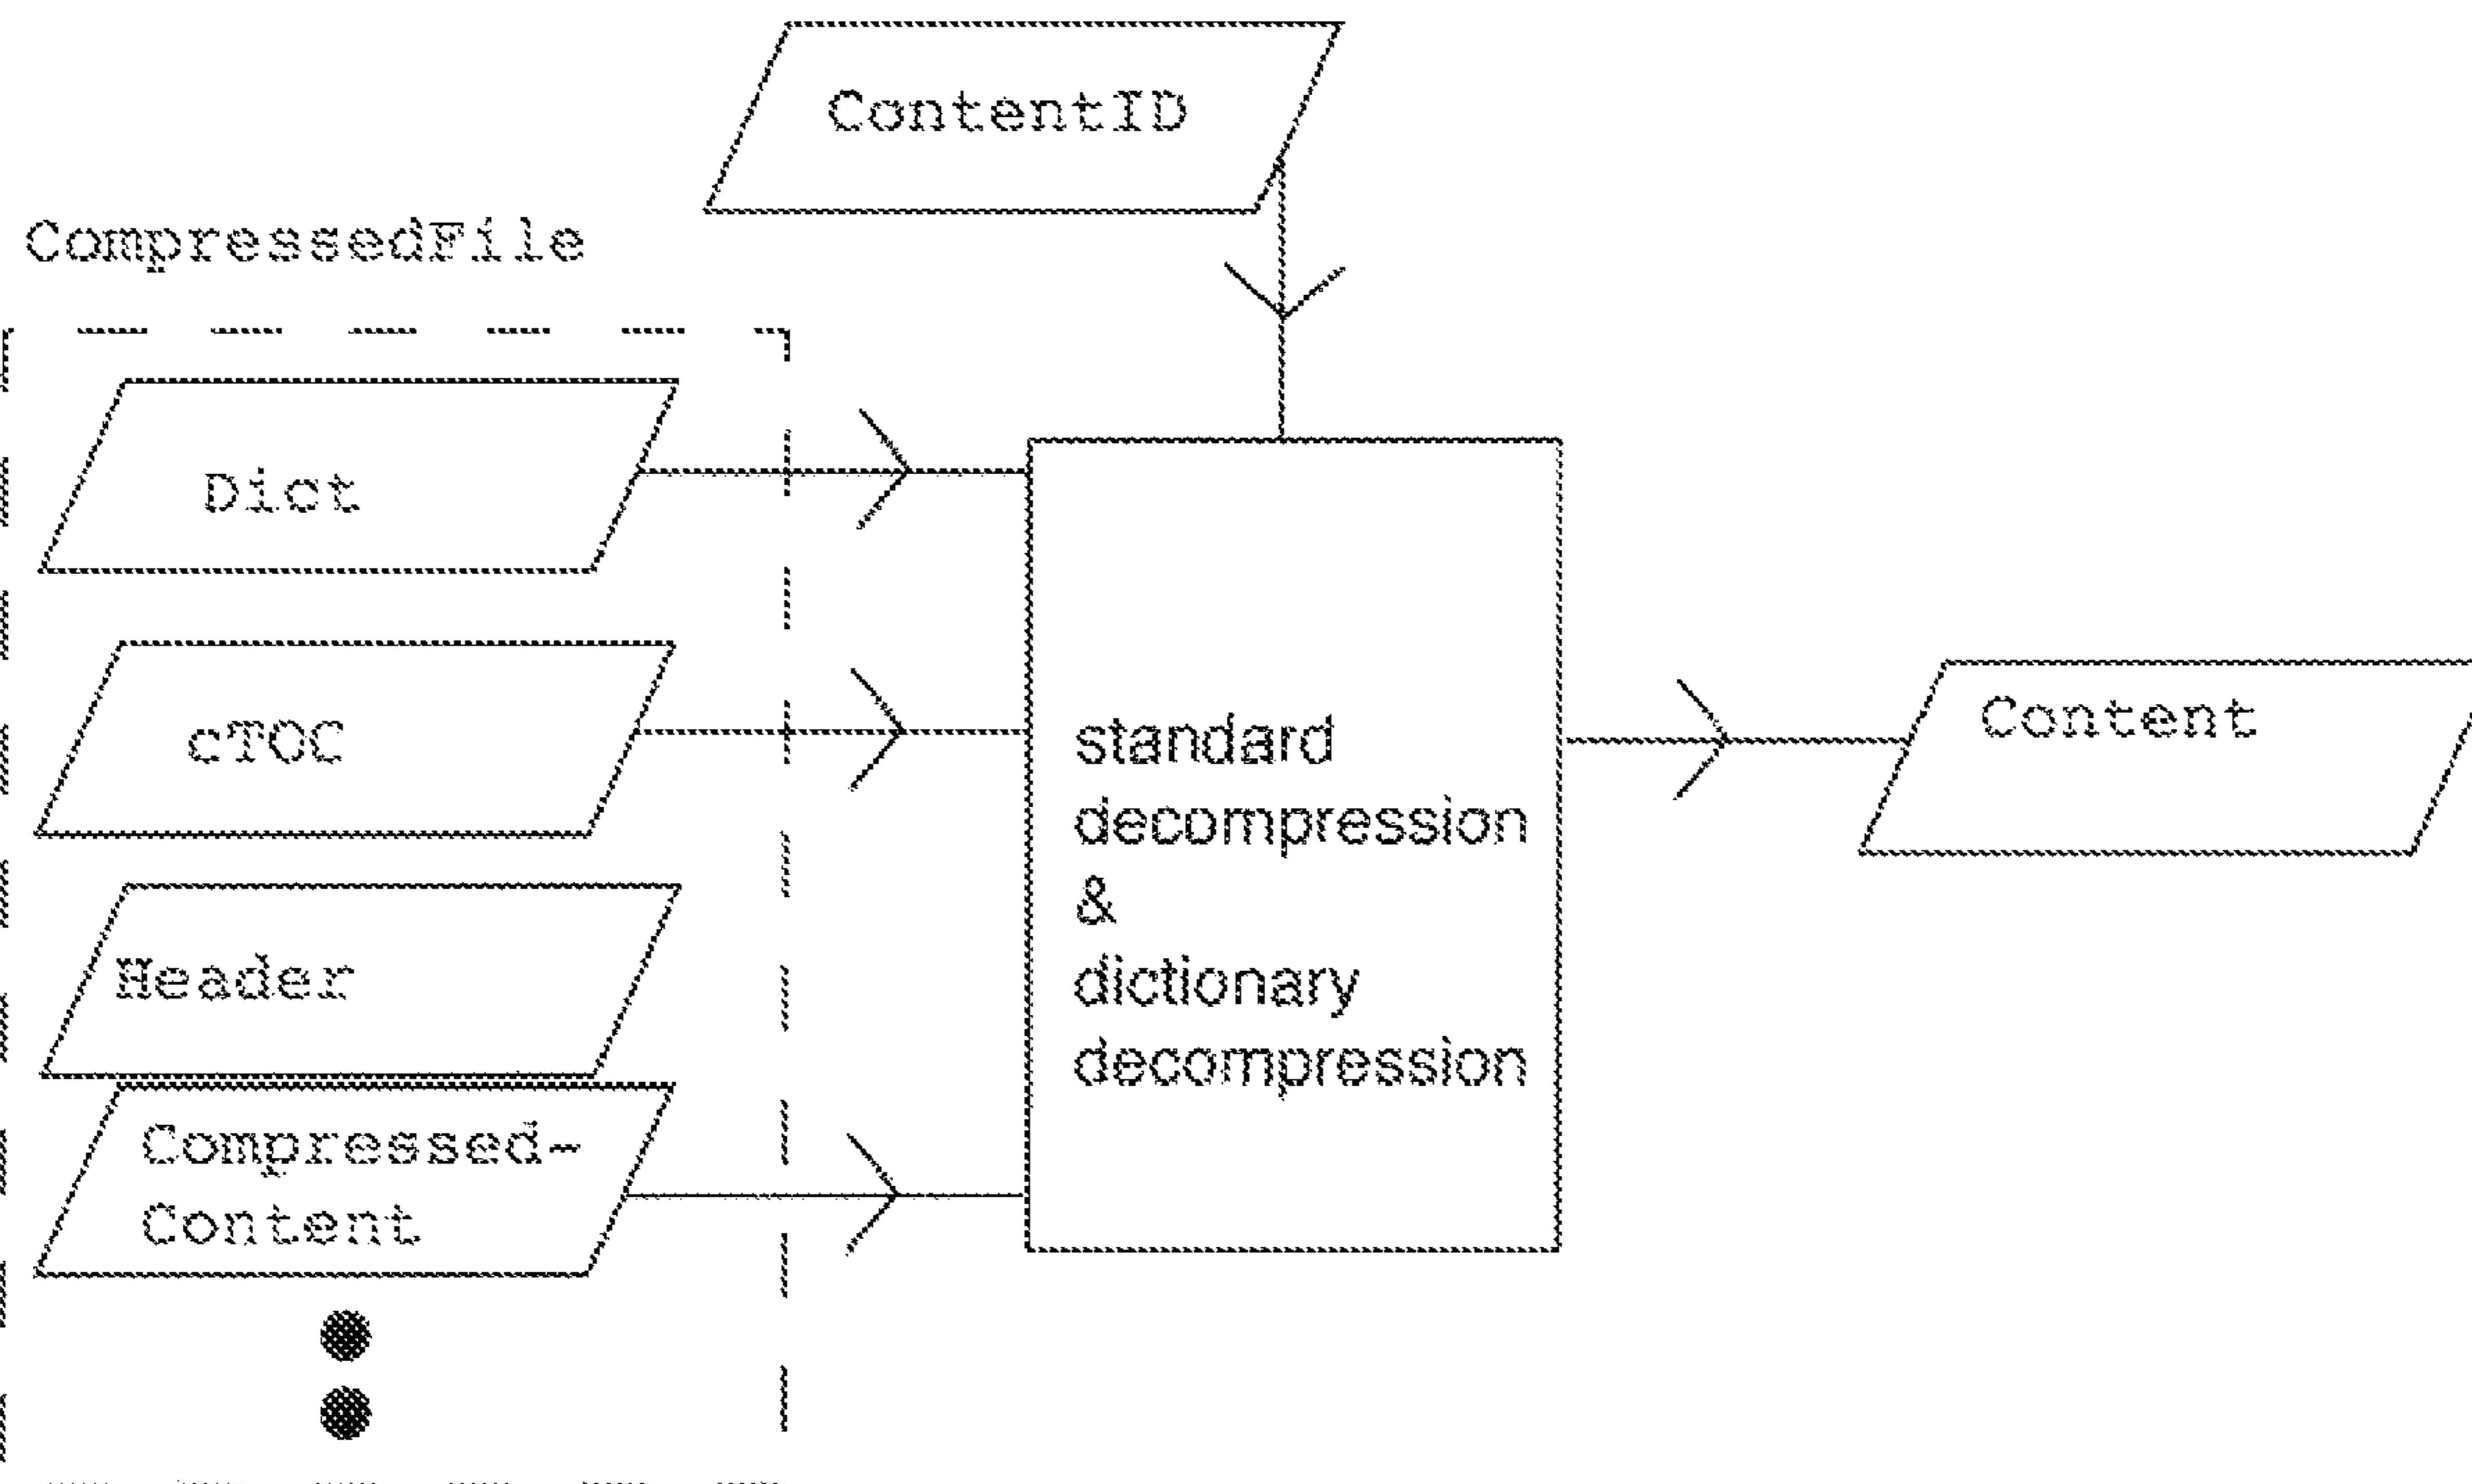 ContentID
CompressedFile
Dict
cTOC
Header
Compressed-
Content
standard
decompression
&
dictionary
decompression
Content